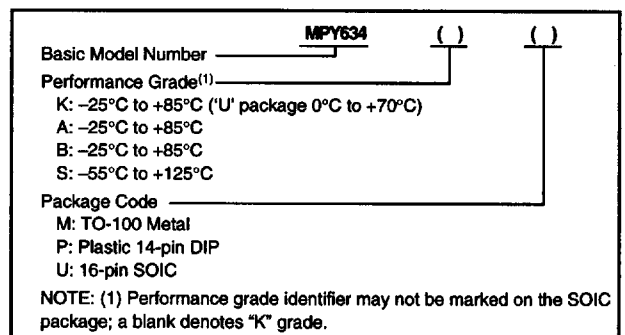 MPY634 ( ) ( )
Basic Model Number
Performance Grade(1)
K: –25°C to +85°C ('U' package 0°C to +70°C)
A: –25°C to +85°C
B: –25°C to +85°C
S: –55°C to +125°C
Package Code
M: TO-100 Metal
P: Plastic 14-pin DIP
U: 16-pin SOIC
NOTE: (1) Performance grade identifier may not be marked on the SOIC
package; a blank denotes “K” grade.